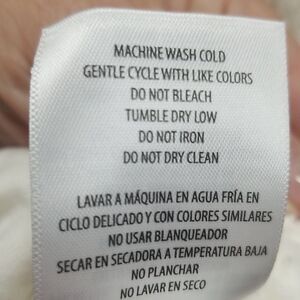 MACHINE WASH COLD
GENTLE CYCLE WITH LIKE COLORS
DO NOT BLEACH
TUMBLE DRY LOW
DO NOT IRON
DO NOT DRY CLEAN
LAVAR A MÁQUINA EN AGUA FRÍA EN
CICLO DELICADO Y CON COLORES SIMILARES
NO USAR BLANQUEADOR
SECAR EN SECADORA A TEMPERATURA BAJA
NO PLANCHAR
NO LAVAR EN SECO